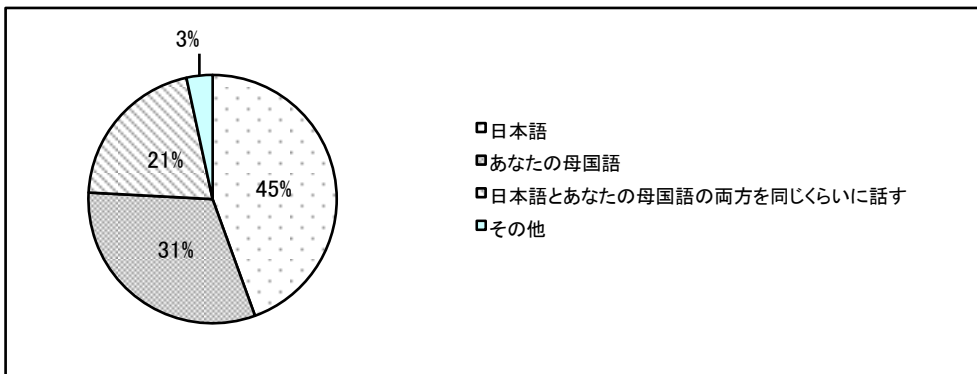 3%
21%
45%
31%
日本語
あなたの母国語
日本語とあなたの母国語の両方を同じくらいに話す
その他